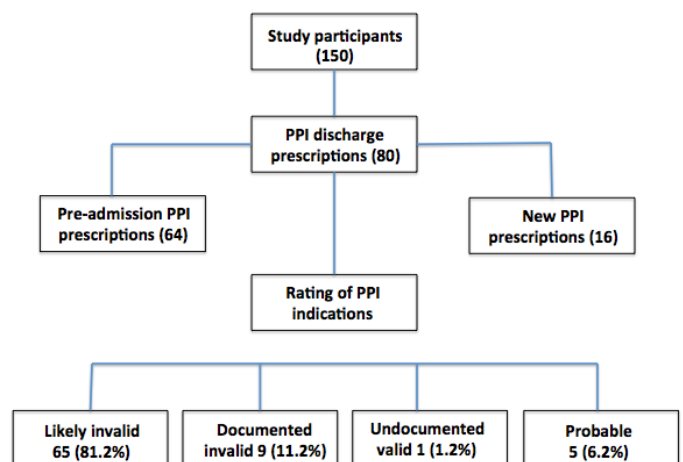 Study participants
(150)
PPI discharge
prescriptions (80)
Pre-admission PPI
prescriptions (64)
New PPI
prescriptions (16)
Rating of PPI
indications
Likely invalid
65 (81.2%)
Documented
invalid 9 (11.2%)
Undocumented
valid 1 (1.2%)
Probable
5 (6.2%)